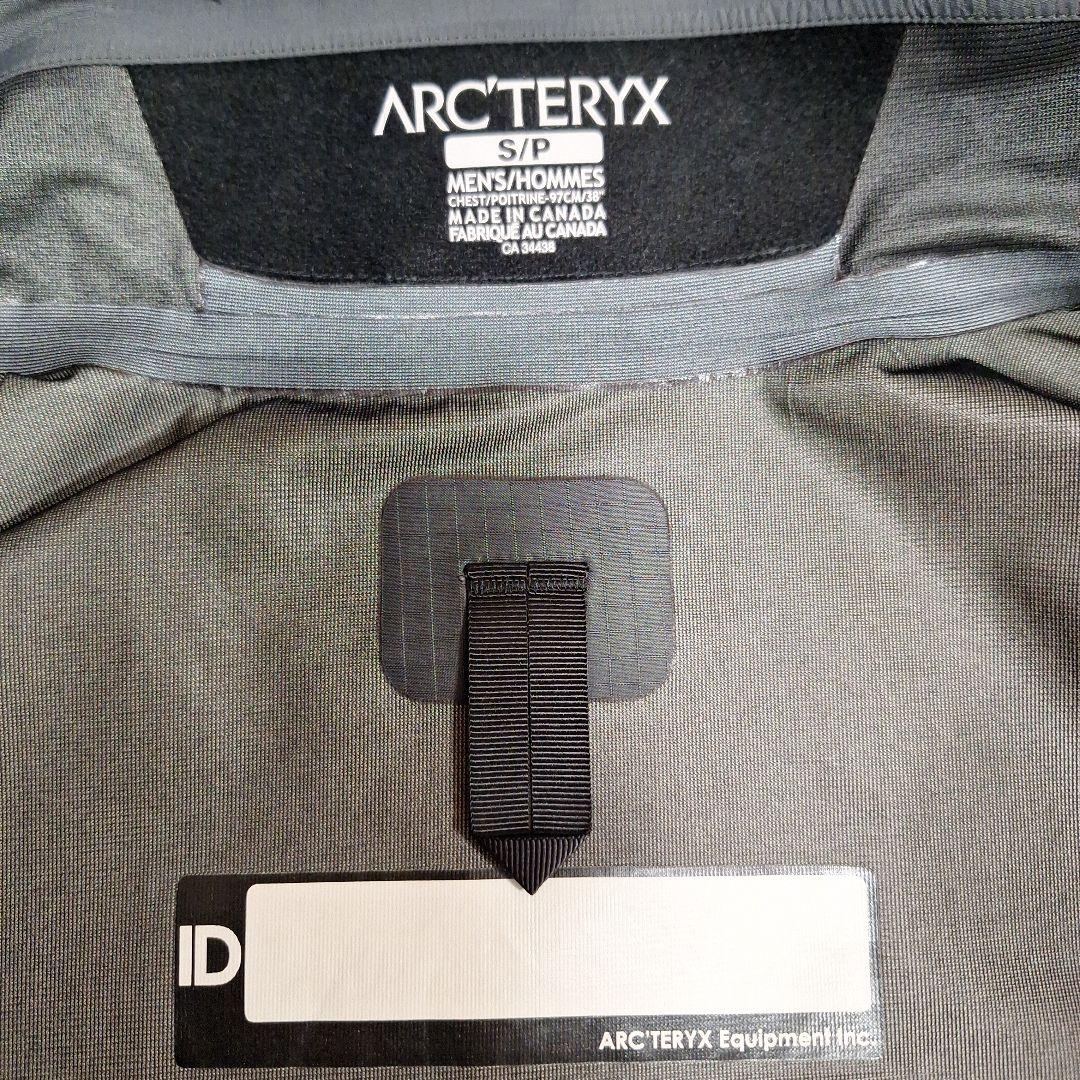 ARC'TERYX
S/P
MEN'S/HOMMES
CHEST/POITRINE-97CM/38"
MADE IN CANADA
FABRIQUÉ AU CANADA
CA 34438
ID
ARC'TERYX Equipment Inc.